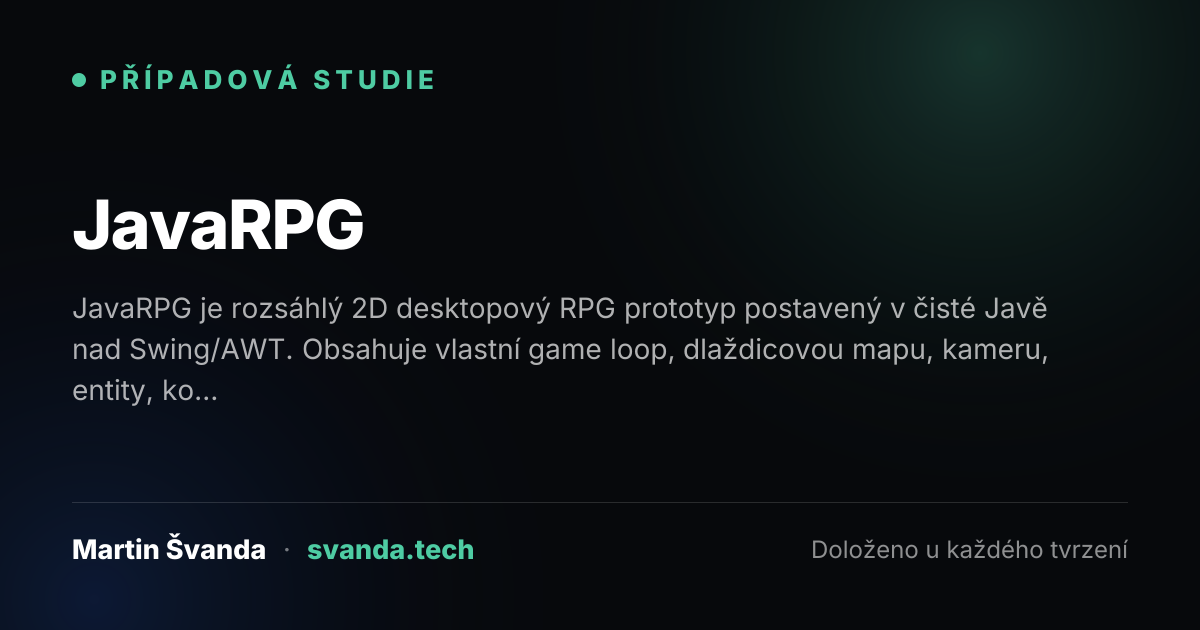 PŘÍPADOVÁ STUDIE
JavaRPG
JavaRPG je rozsáhlý 2D desktopový RPG prototyp postavený v čisté Javě
nad Swing/AWT. Obsahuje vlastní game loop, dlaždicovou mapu, kameru,
entity, ko…
Martin Švanda · svanda.tech
Doloženo u každého tvrzení